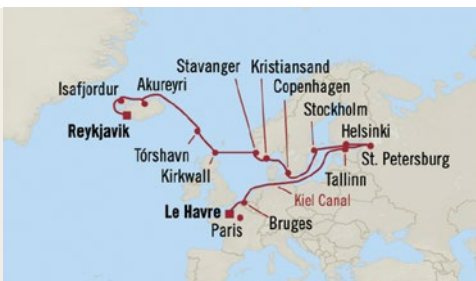 Stavanger Kristiansand
Isafjordur Akureyri Copenhagen
Stockholm
Reykjavik Helsinki
Tórshavn St. Petersburg
Kirkwall Tallinn
Kiel Canal
Le Havre
Paris Bruges